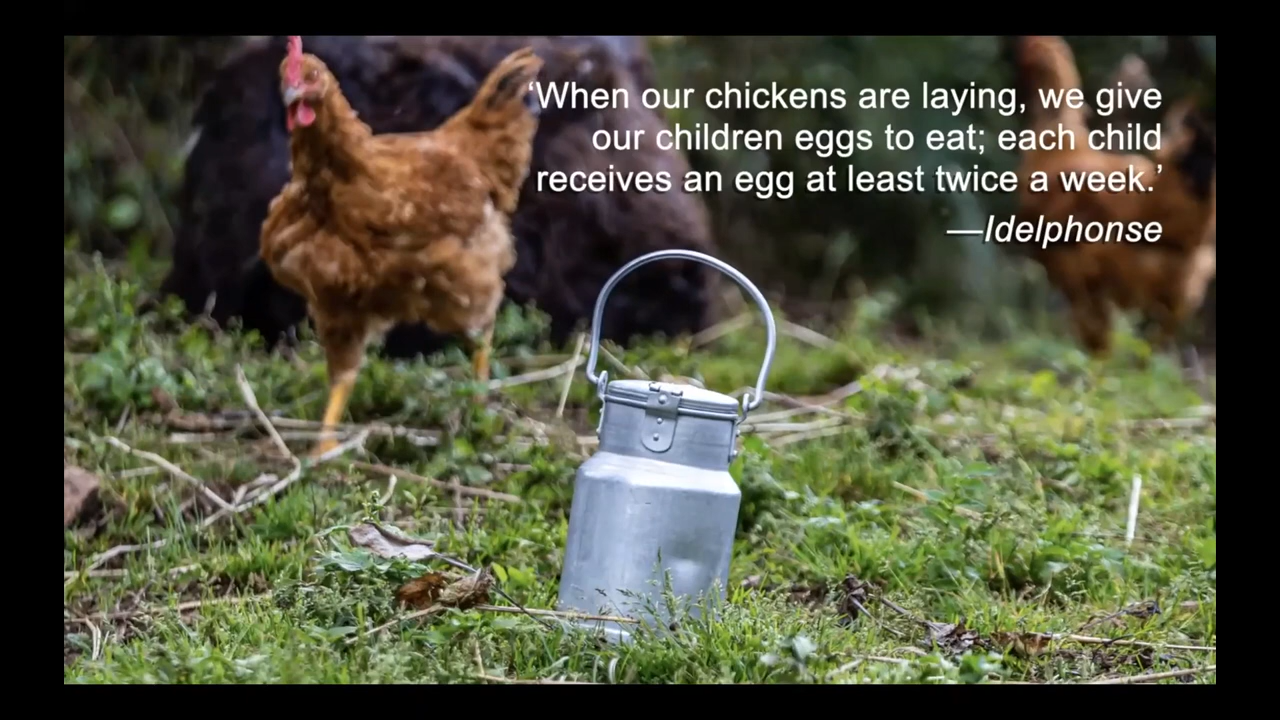 ‘When our chickens are laying, we give
our children eggs to eat; each child
receives an egg at least twice a week.’
—Idelphonse